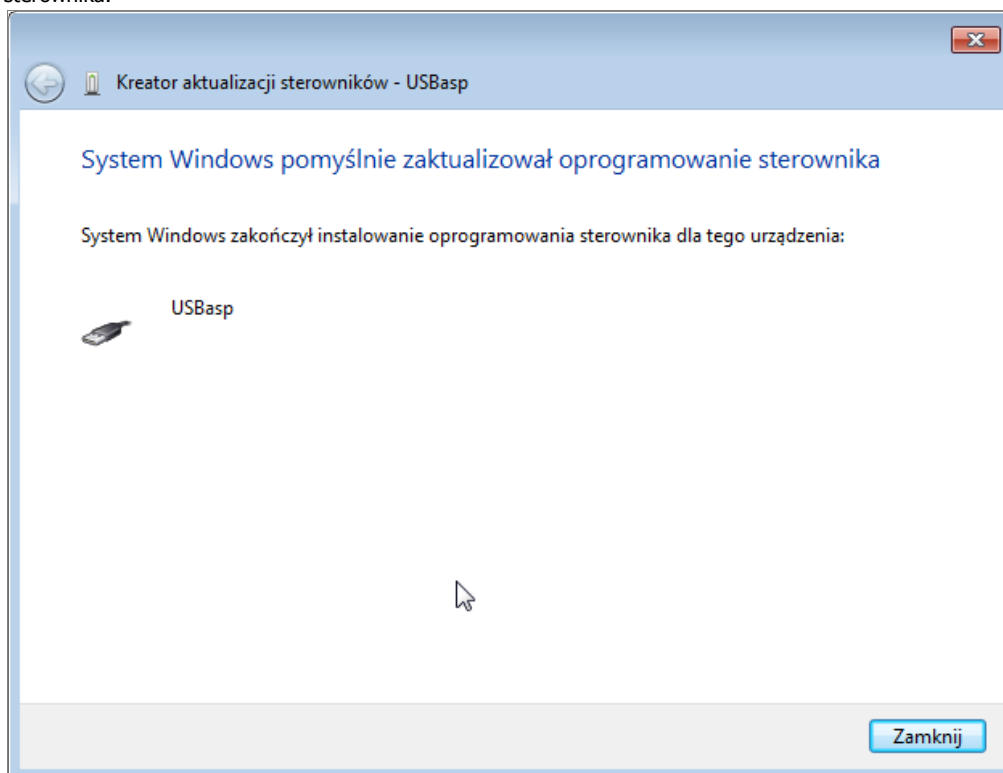 sterownika.
Kreator aktualizacji sterowników - USBasp
System Windows pomyślnie zaktualizował oprogramowanie sterownika
System Windows zakończył instalowanie oprogramowania sterownika dla tego urządzenia:
USBasp
Zamknij